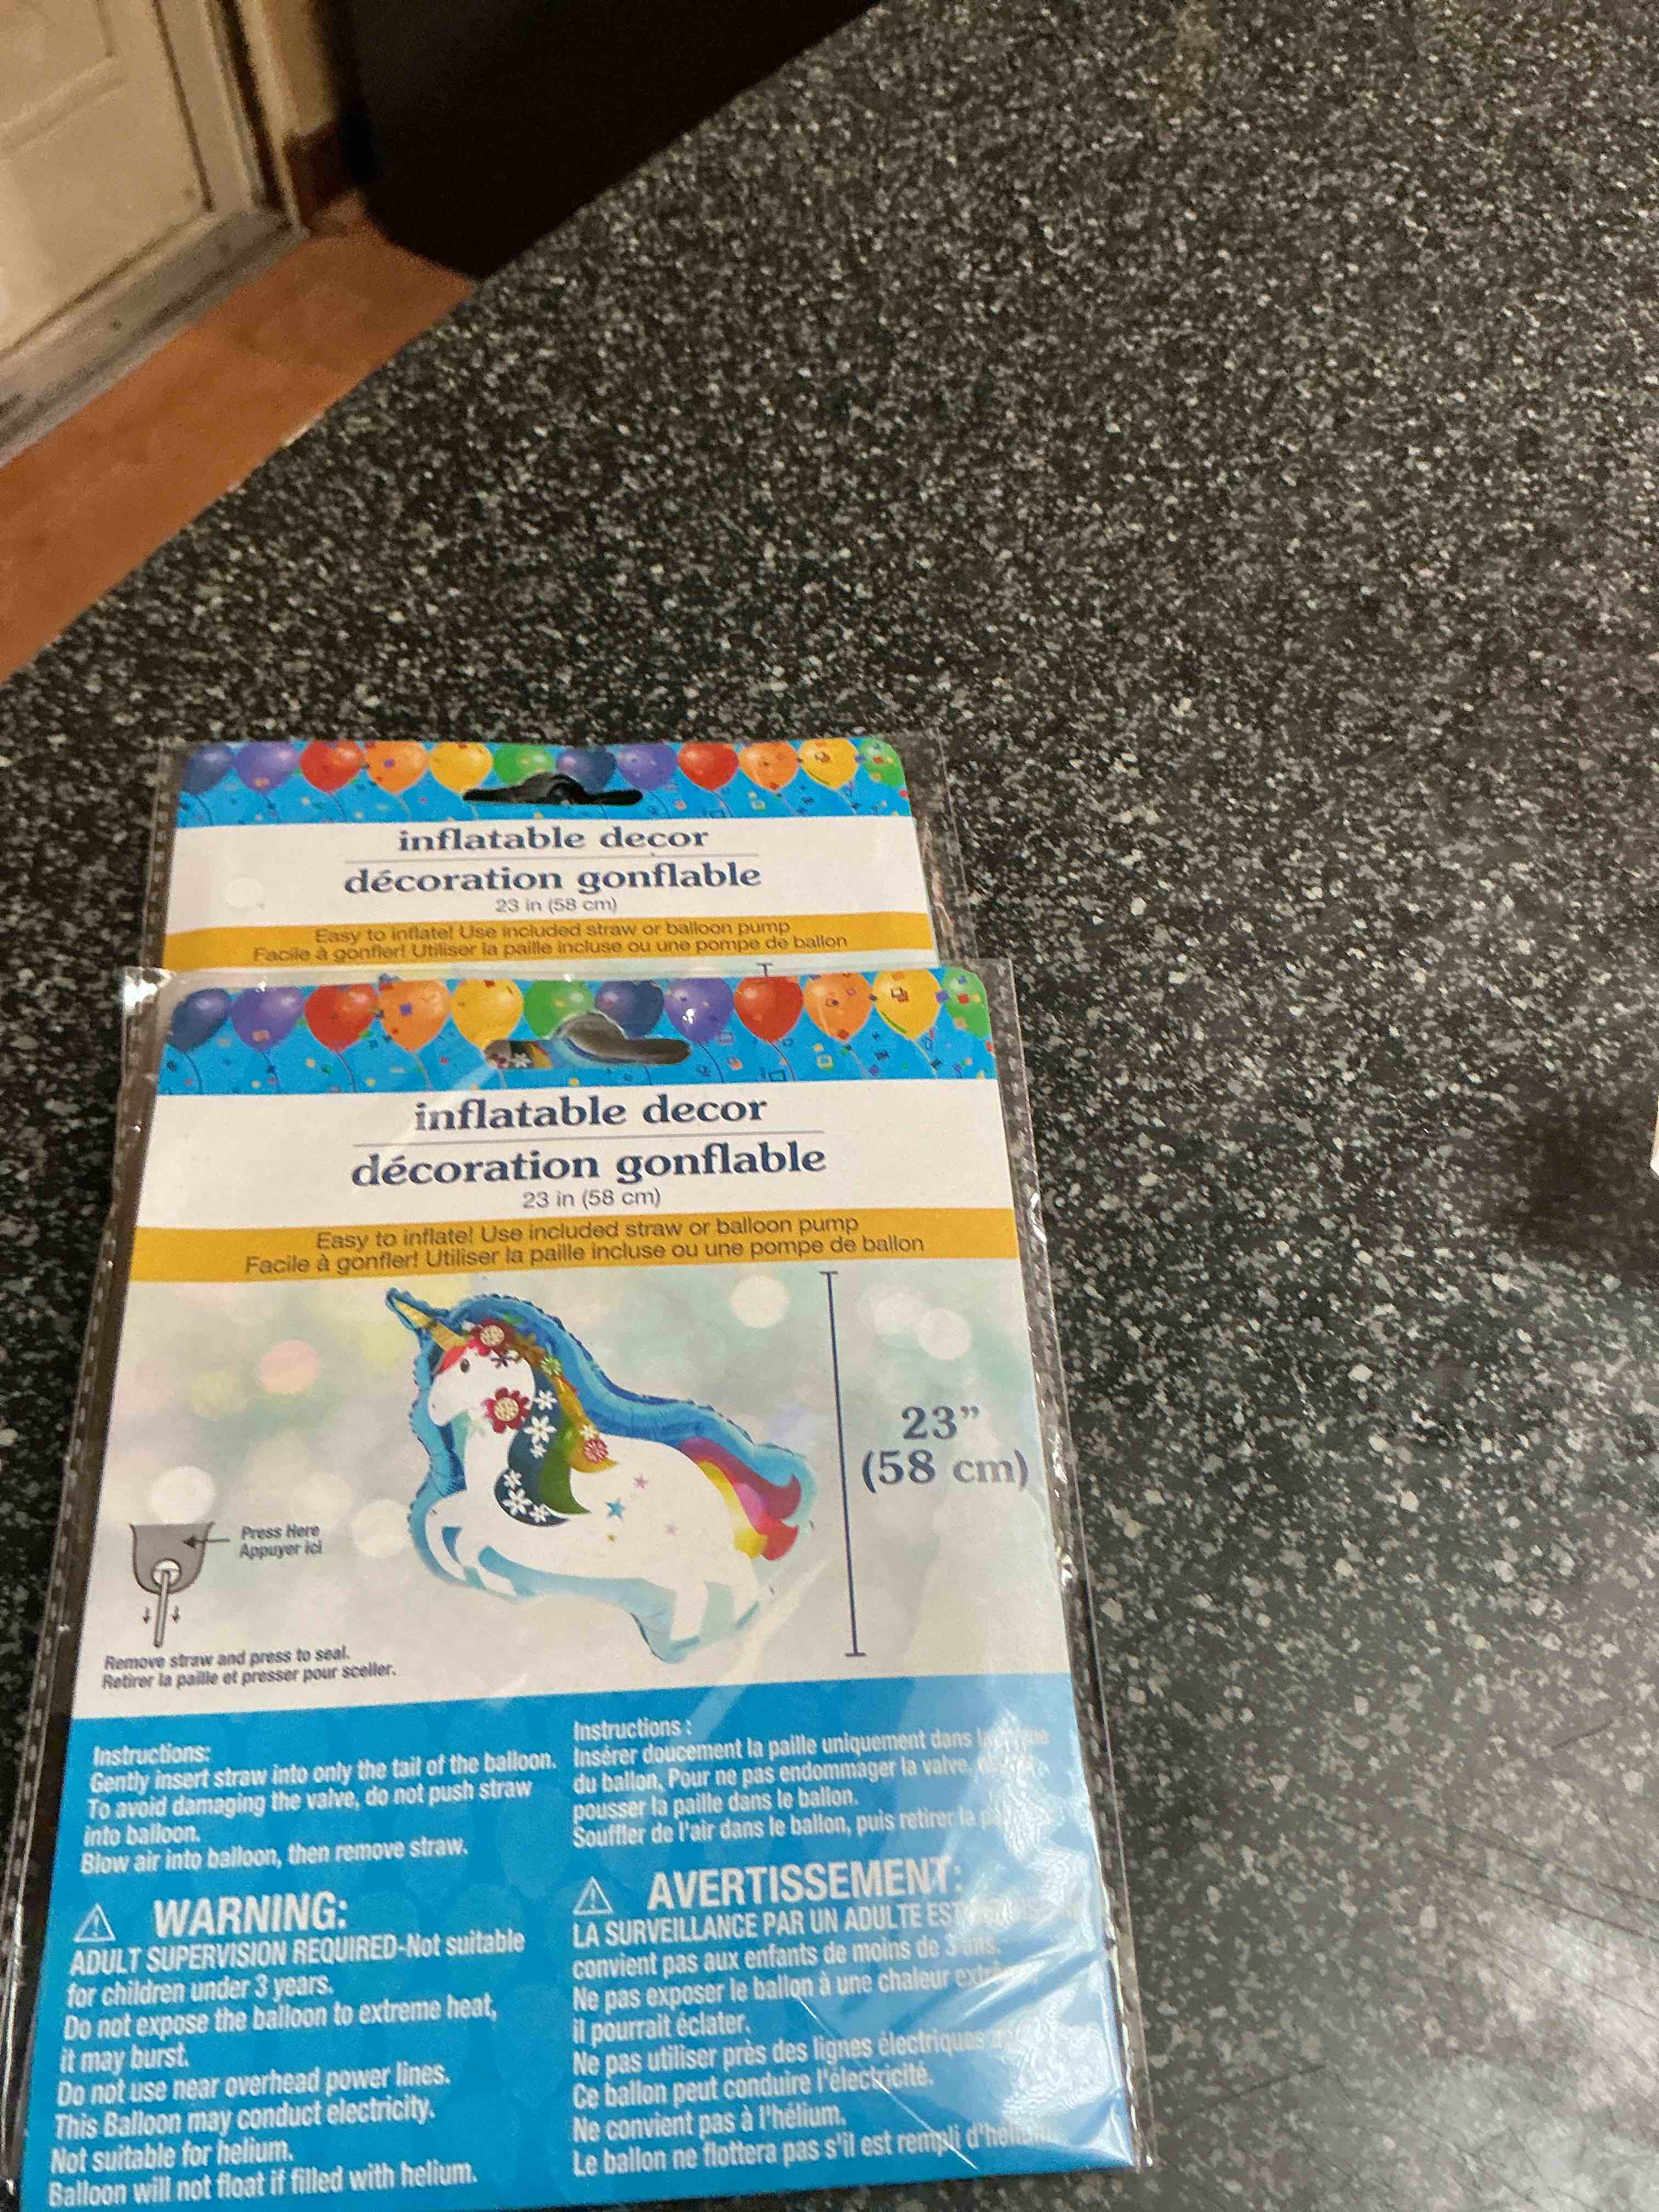 inflatable decor
décoration gonflable
23 in (58 cm)
Easy to inflate! Use included straw or balloon pump
Facile à gonfler! Utiliser la paille incluse ou une pompe de ballon
inflatable decor
décoration gonflable
23 in (58 cm)
Easy to inflate! Use included straw or balloon pump
Facile à gonfler! Utiliser la paille incluse ou une pompe de ballon
23”
(58 cm)
Press Here
Appuyer ici
Remove straw and press to seal.
Retirer la paille et presser pour sceller.
Instructions:
Gently insert straw into only the tail of the balloon.
To avoid damaging the valve, do not push straw
into balloon.
Blow air into balloon, then remove straw.
WARNING:
ADULT SUPERVISION REQUIRED-Not suitable
for children under 3 years.
Do not expose the balloon to extreme heat,
it may burst.
Do not use near overhead power lines.
This Balloon may conduct electricity.
Not suitable for helium.
Balloon will not float if filled with helium.
Instructions :
Insérer doucement la paille uniquement dans
du ballon. Pour ne pas endommager la valve,
pousser la paille dans le ballon.
Souffler de l'air dans le ballon, puis retirer la
AVERTISSEMENT:
LA SURVEILLANCE PAR UN ADULTE EST
convient pas aux enfants de moins de 3 ans.
Ne pas exposer le ballon à une chaleur
il pourrait éclater.
Ne pas utiliser près des lignes électriques
Ce ballon peut conduire l'électricité.
Ne convient pas à l'hélium.
Le ballon ne flottera pas s'il est rempli